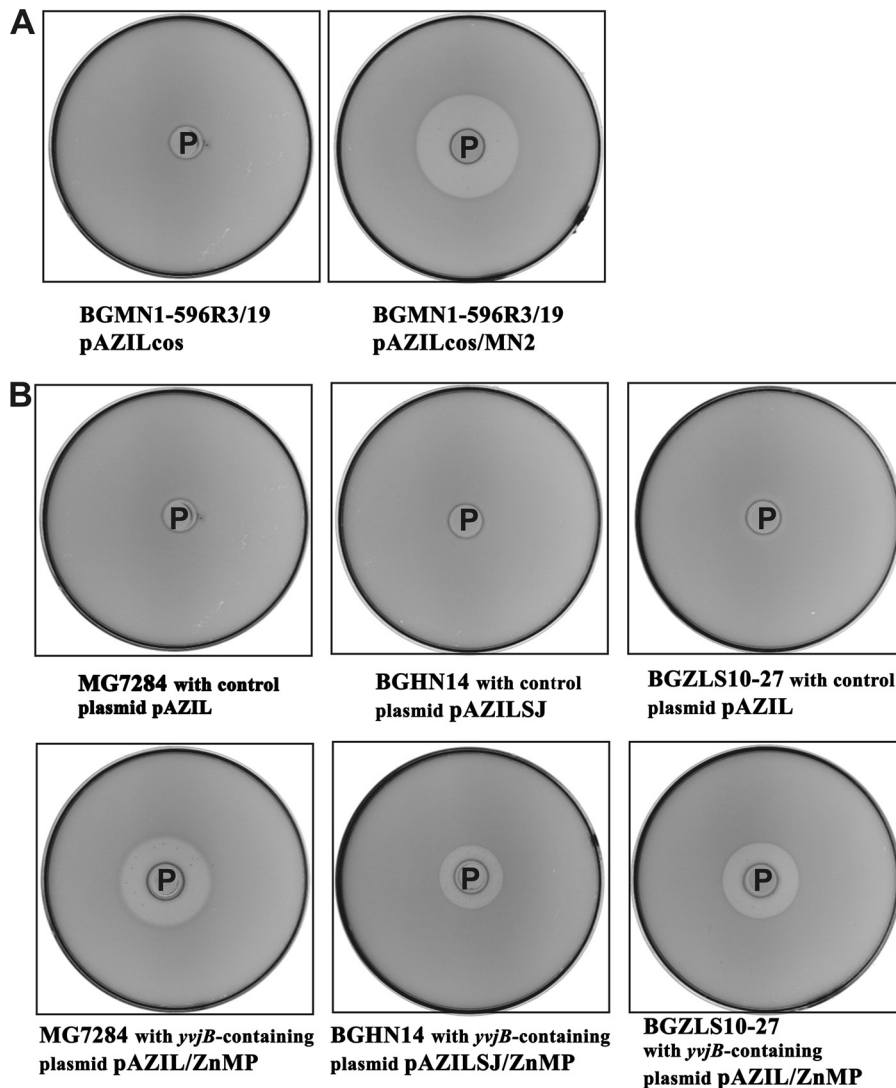 A
P
P
BGMN1-596R3/19
pAZILcos
BGMN1-596R3/19
pAZILcos/MN2
B
P
P
P
MG7284 with control
plasmid pAZIL
BGHN14 with control
plasmid pAZILSJ
BGZLS10-27 with control
plasmid pAZIL
P
P
P
MG7284 with yvjB-containing
plasmid pAZIL/ZnMP
BGHN14 with yvjB-containing
plasmid pAZILSJ/ZnMP
BGZLS10-27
with yvjB-containing
plasmid pAZIL/ZnMP